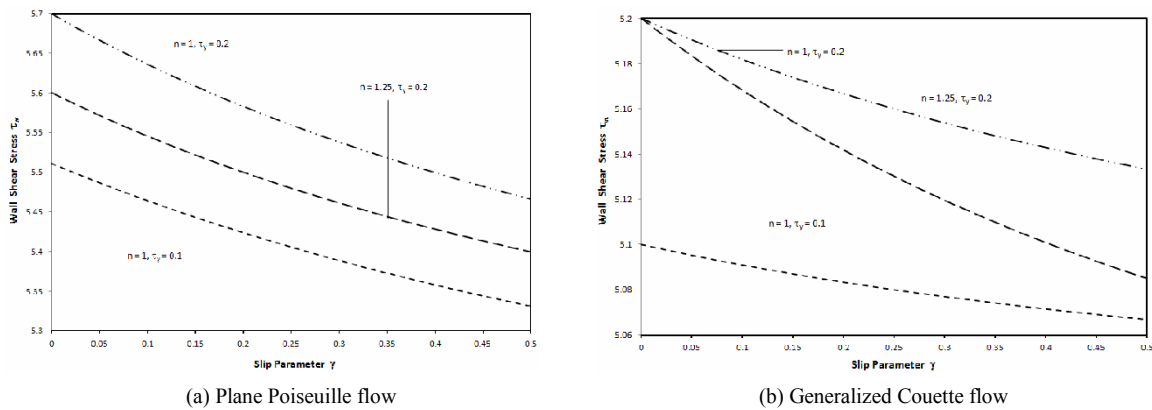 5.7
5.65
5.6
5.55
5.5
5.45
5.4
5.35
5.3
Wall Shear Stress τw
n = 1, τy = 0.2
n = 1.25, τy = 0.2
n = 1, τy = 0.1
0 0.05 0.1 0.15 0.2 0.25 0.3 0.35 0.4 0.45 0.5
Slip Parameter γ
(a) Plane Poiseuille flow
5.2
5.18
5.16
5.14
5.12
5.1
5.08
5.06
Wall Shear Stress τw
n = 1, τy = 0.2
n = 1.25, τy = 0.2
n = 1, τy = 0.1
0 0.05 0.1 0.15 0.2 0.25 0.3 0.35 0.4 0.45 0.5
Slip Parameter γ
(b) Generalized Couette flow